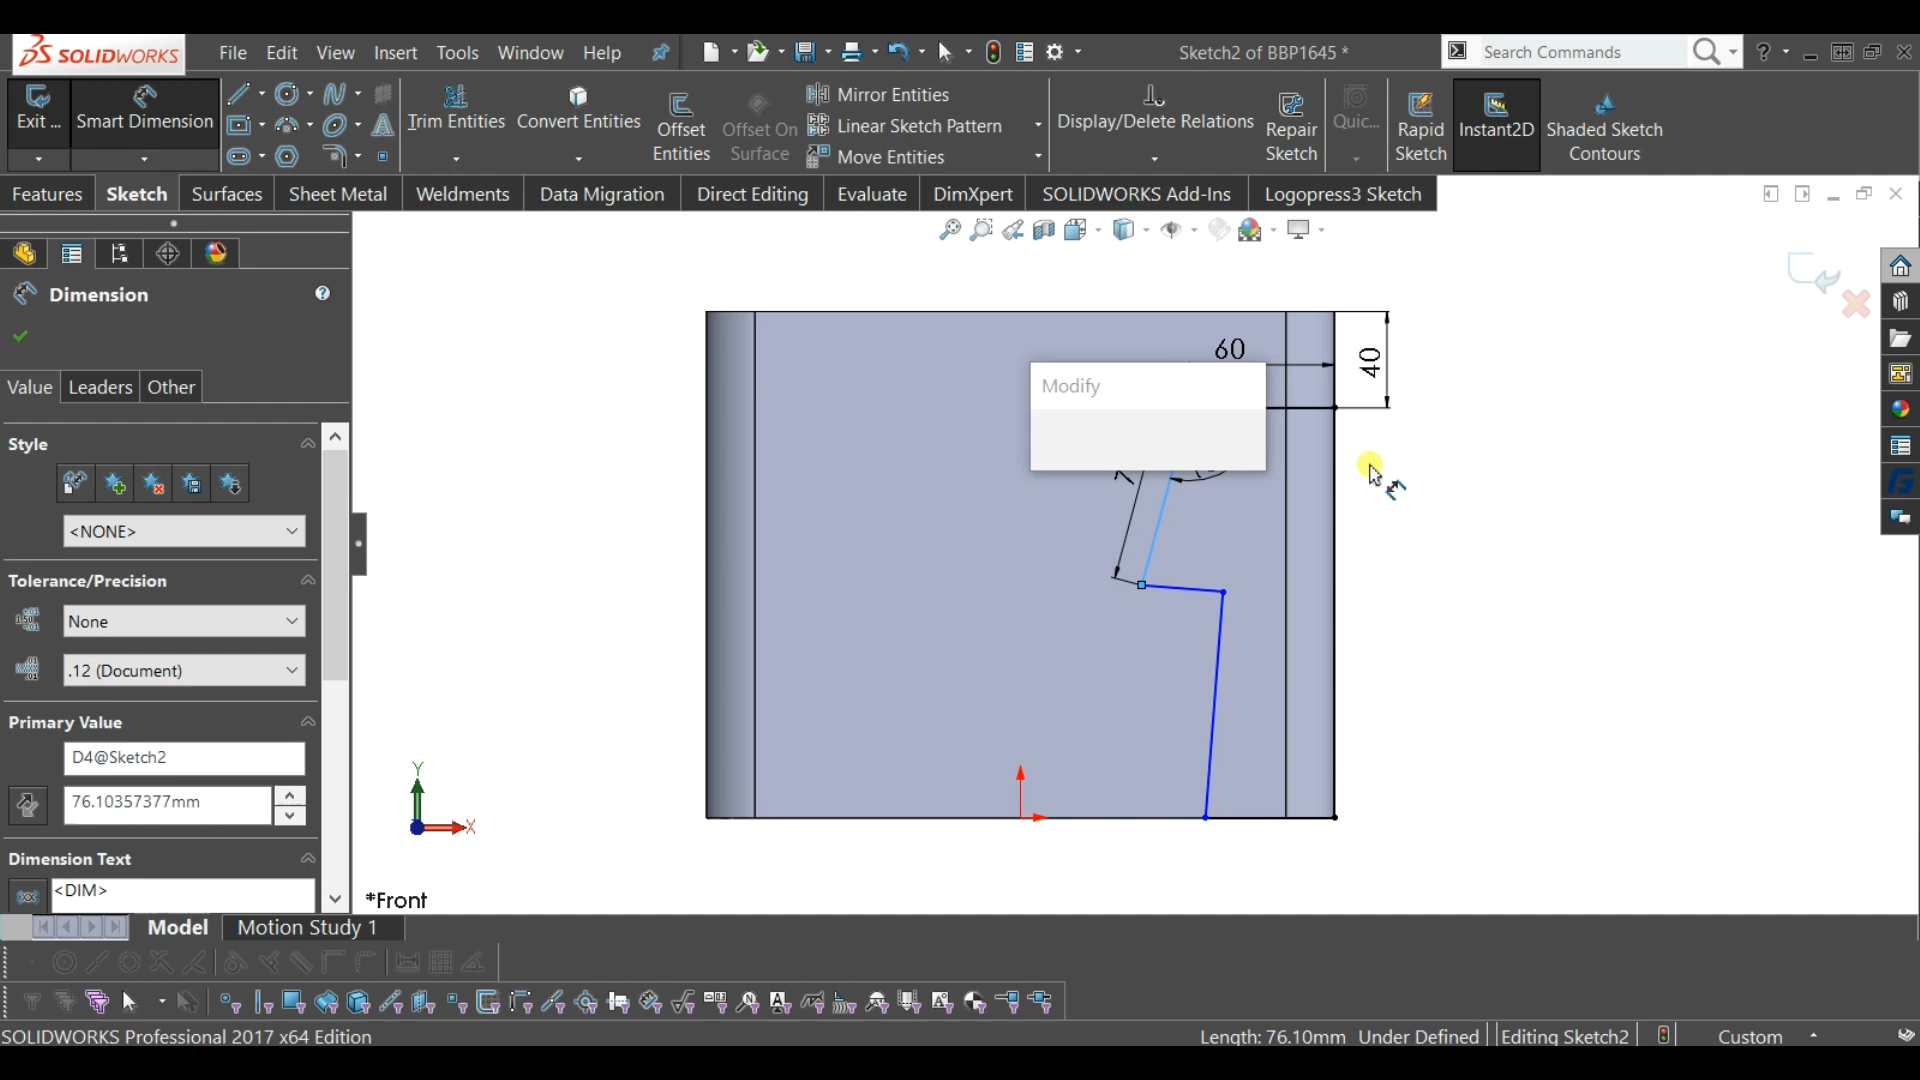 SOLIDWORKS File Edit View Insert Tools Window Help Sketch2 of BBP1645 * Search Commands
Exit ... Smart Dimension Trim Entities Convert Entities Offset Entities Offset On Surface Mirror Entities Linear Sketch Pattern Move Entities Display/Delete Relations Repair Sketch Quic... Rapid Sketch Instant2D Shaded Sketch Contours
Features Sketch Surfaces Sheet Metal Weldments Data Migration Direct Editing Evaluate DimXpert SOLIDWORKS Add-Ins Logopress3 Sketch
Dimension
Value Leaders Other
Style
<NONE>
Tolerance/Precision
None
.12 (Document)
Primary Value
D4@Sketch2
76.10357377mm
Dimension Text
<DIM>
60
40
Modify
Y
X
*Front
Model Motion Study 1
SOLIDWORKS Professional 2017 x64 Edition Length: 76.10mm Under Defined Editing Sketch2 Custom